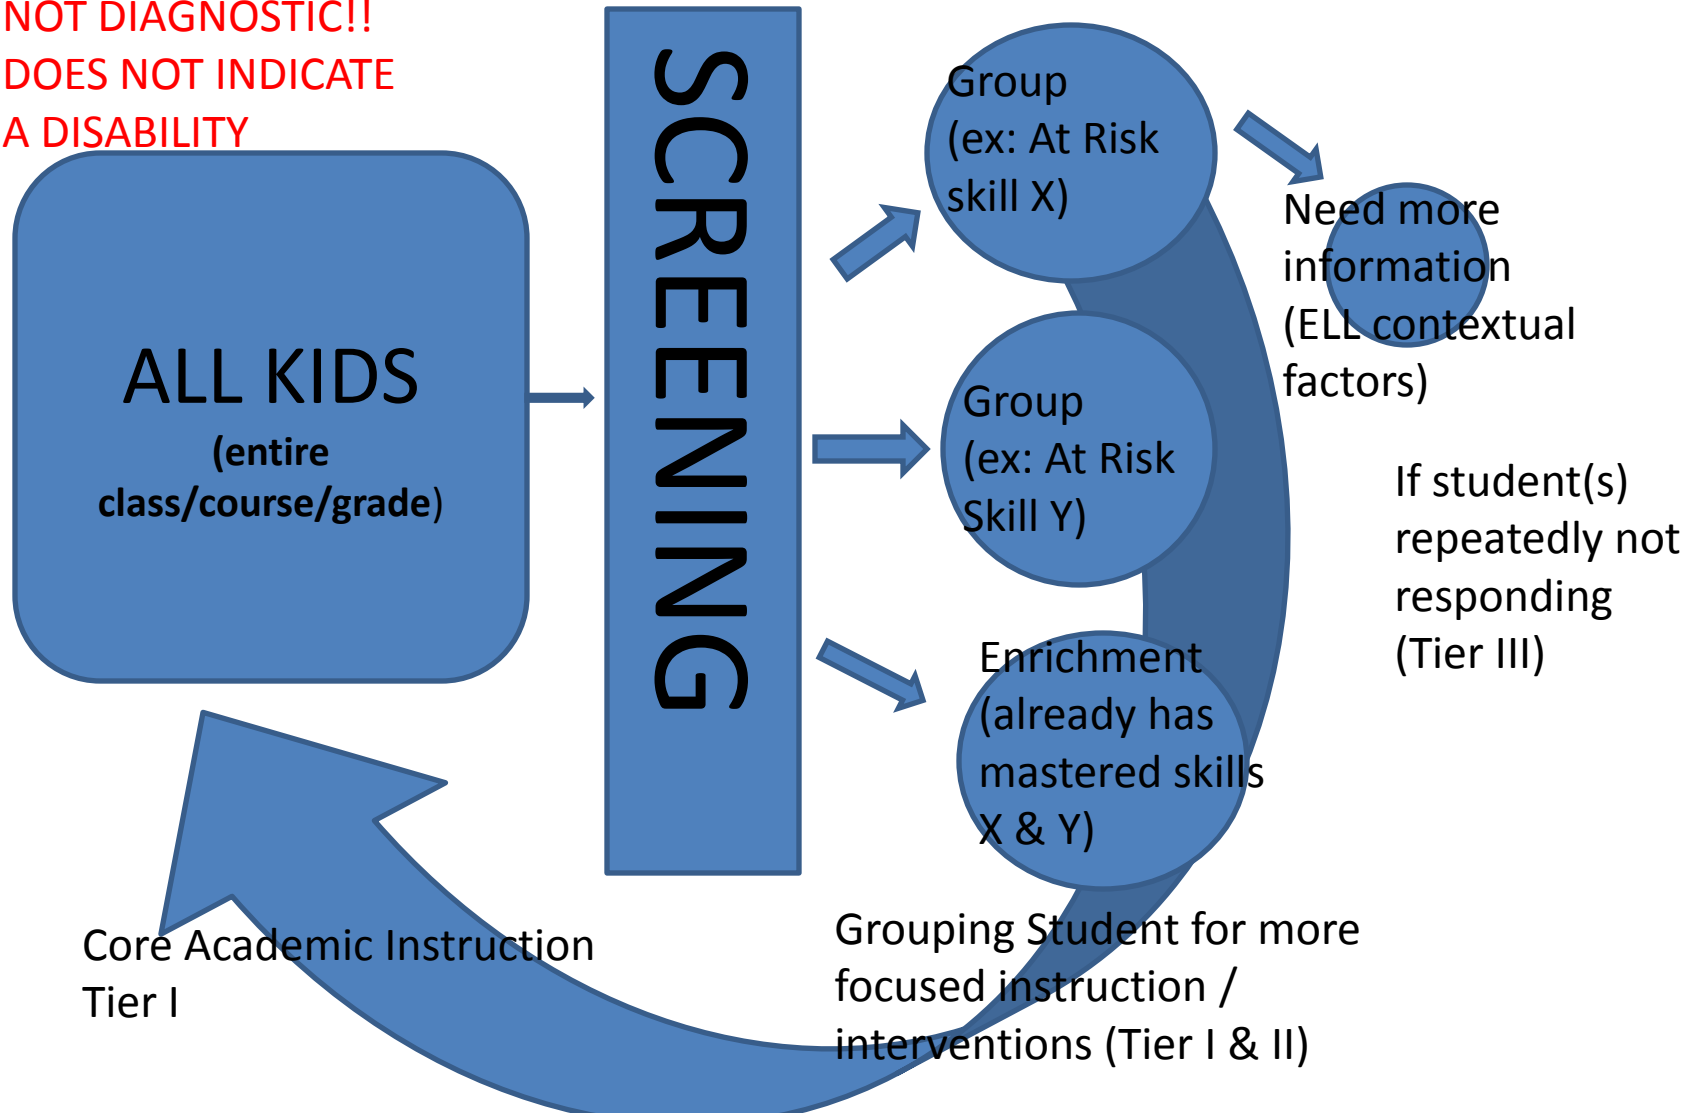 NOT DIAGNOSTIC!!
DOES NOT INDICATE
A DISABILITY
ALL KIDS
(entire
class/course/grade)
SCREENING
Group
(ex: At Risk
skill X)
Group
(ex: At Risk
Skill Y)
Enrichment
(already has
mastered skills
X & Y)
Need more
information
(ELL contextual
factors)
If student(s)
repeatedly not
responding
(Tier III)
Core Academic Instruction
Tier I
Grouping Student for more
focused instruction /
interventions (Tier I & II)